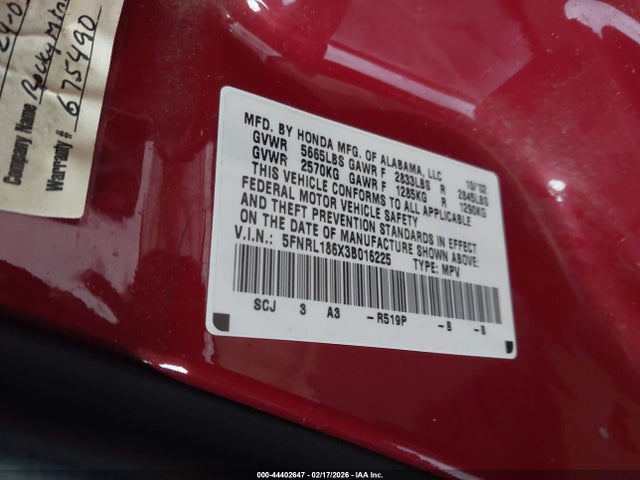 24-0
Company Name Rocky Mtn
Warranty # 675490
MFD. BY HONDA MFG. OF ALABAMA, LLC 10/02
GVWR 5665LBS GAWR F 2833LBS R 2845LBS
GVWR 2570KG GAWR F 1285KG R 1290KG
THIS VEHICLE CONFORMS TO ALL APPLICABLE
FEDERAL MOTOR VEHICLE SAFETY
AND THEFT PREVENTION STANDARDS IN EFFECT
ON THE DATE OF MANUFACTURE SHOWN ABOVE.
V.I.N.: 5FNRL186X3B016225 TYPE: MPV
SCJ 3 A3 -R519P -B -8
000-44402647 - 02/17/2026 - IAA Inc.